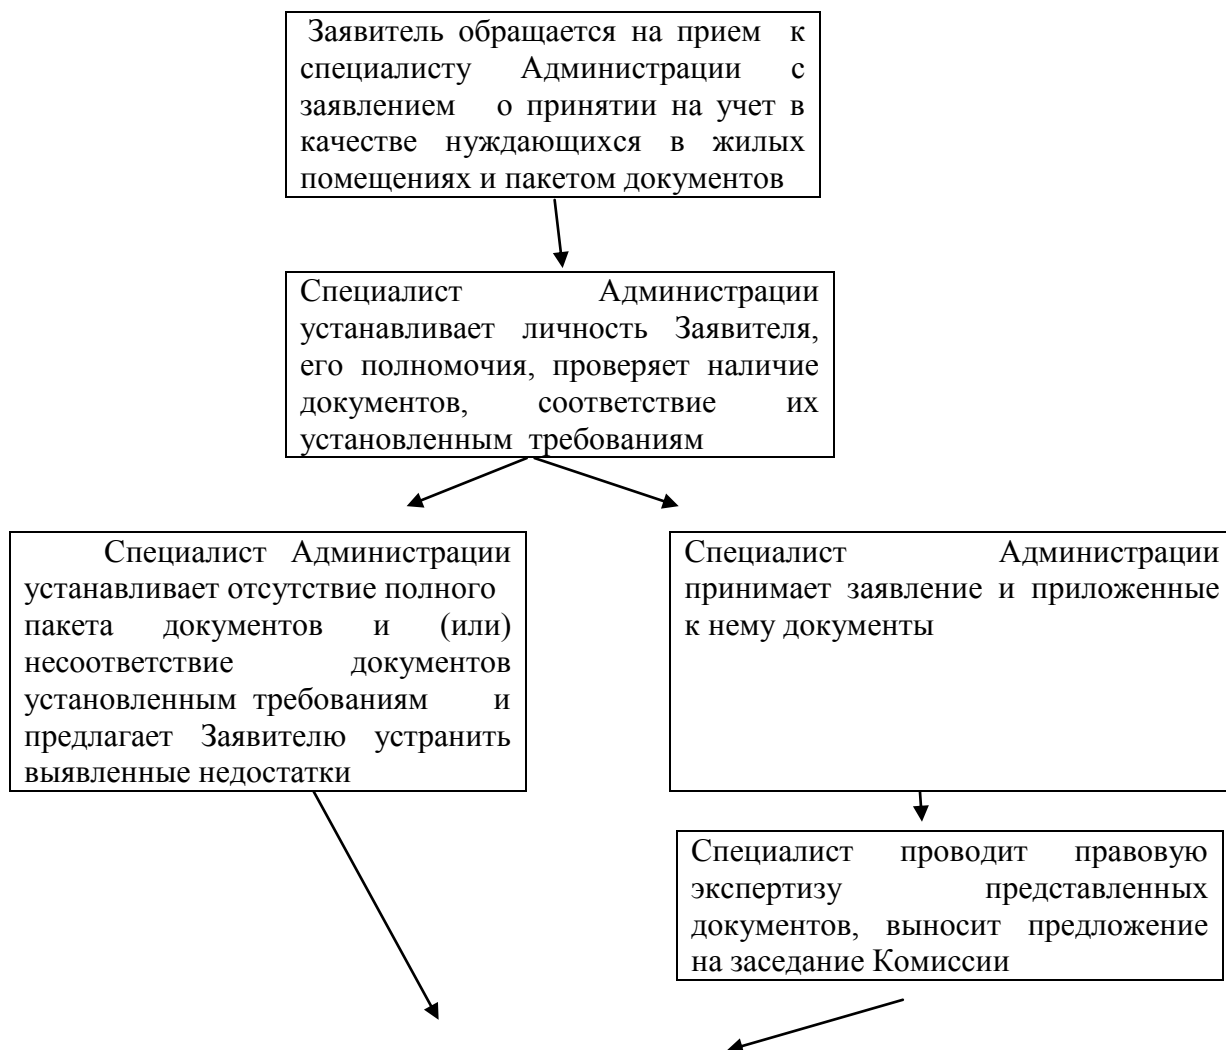 Заявитель обращается на прием к
специалисту Администрации с
заявлением о принятии на учет в
качестве нуждающихся в жилых
помещениях и пакетом документов
Специалист Администрации
устанавливает личность Заявителя,
его полномочия, проверяет наличие
документов, соответствие их
установленным требованиям
Специалист Администрации
устанавливает отсутствие полного
пакета документов и (или)
несоответствие документов
установленным требованиям и
предлагает Заявителю устранить
выявленные недостатки
Специалист Администрации
принимает заявление и приложенные
к нему документы
Специалист проводит правовую
экспертизу представленных
документов, выносит предложение
на заседание Комиссии